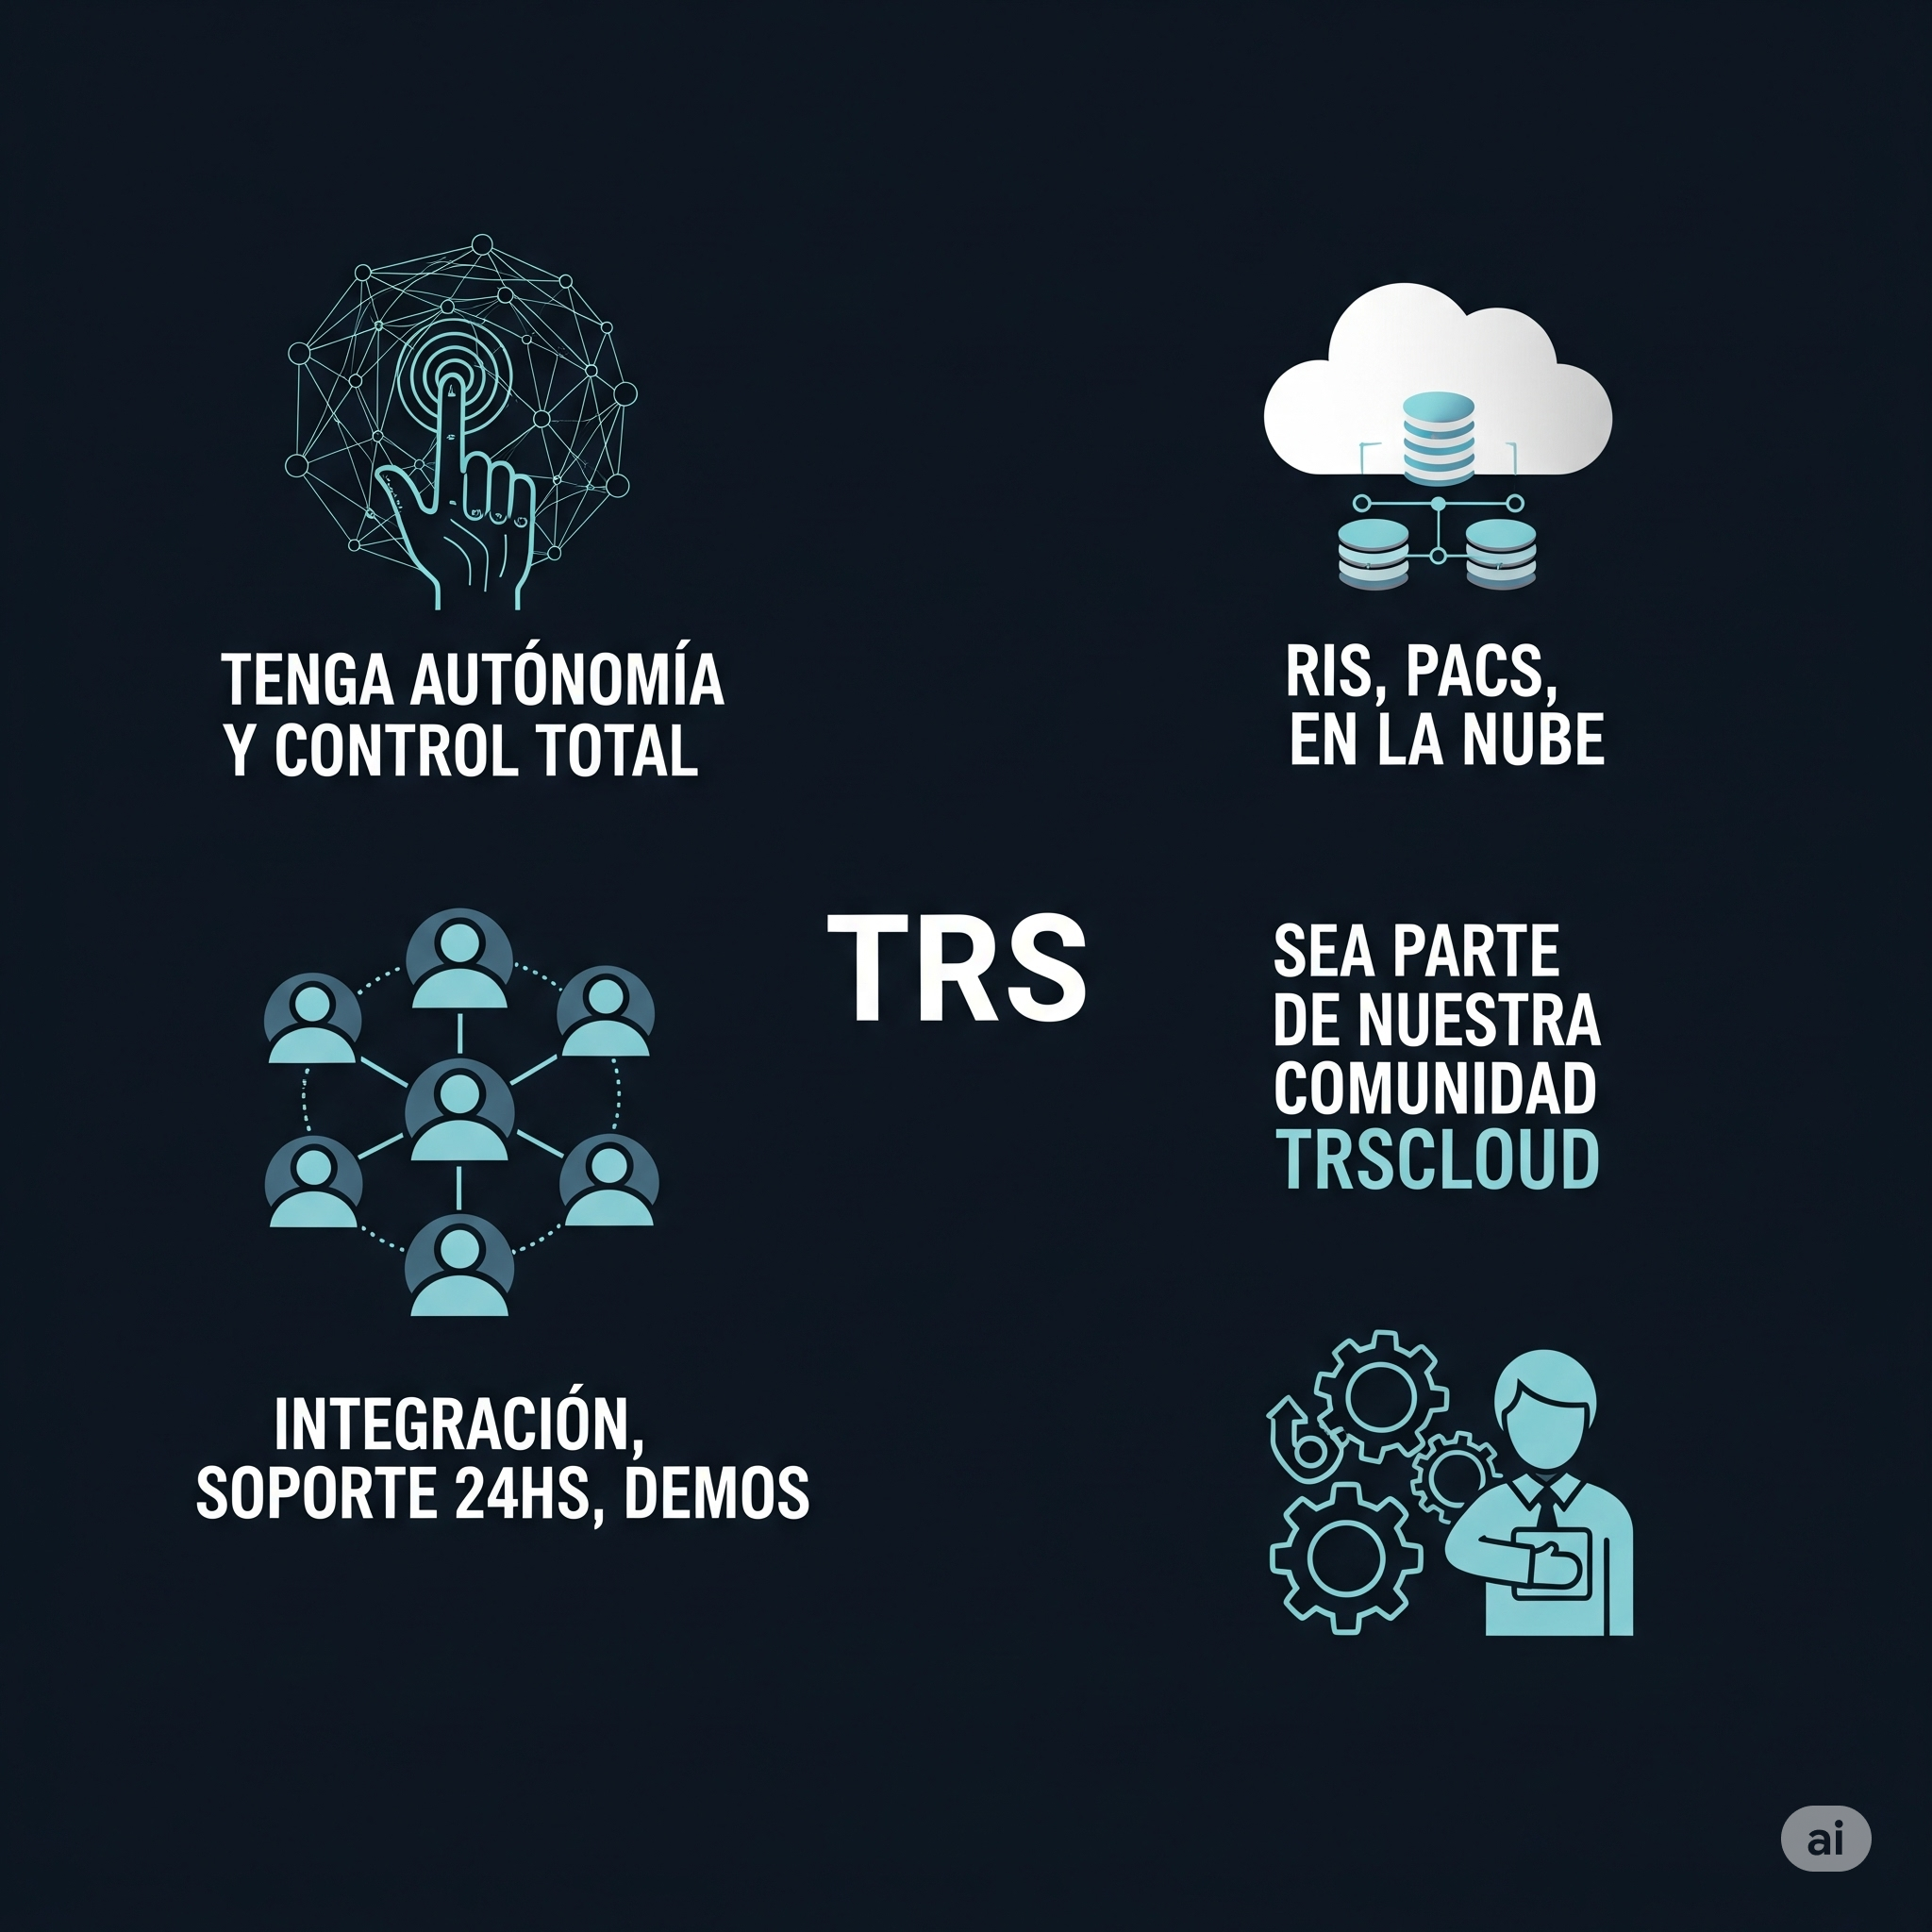 TENGA AUTÓNOMÍA
Y CONTROL TOTAL
RIS, PACS,
EN LA NUBE
TRS
SEA PARTE
DE NUESTRA
COMUNIDAD
TRSCLOUD
INTEGRACIÓN,
SOPORTE 24HS, DEMOS
ai